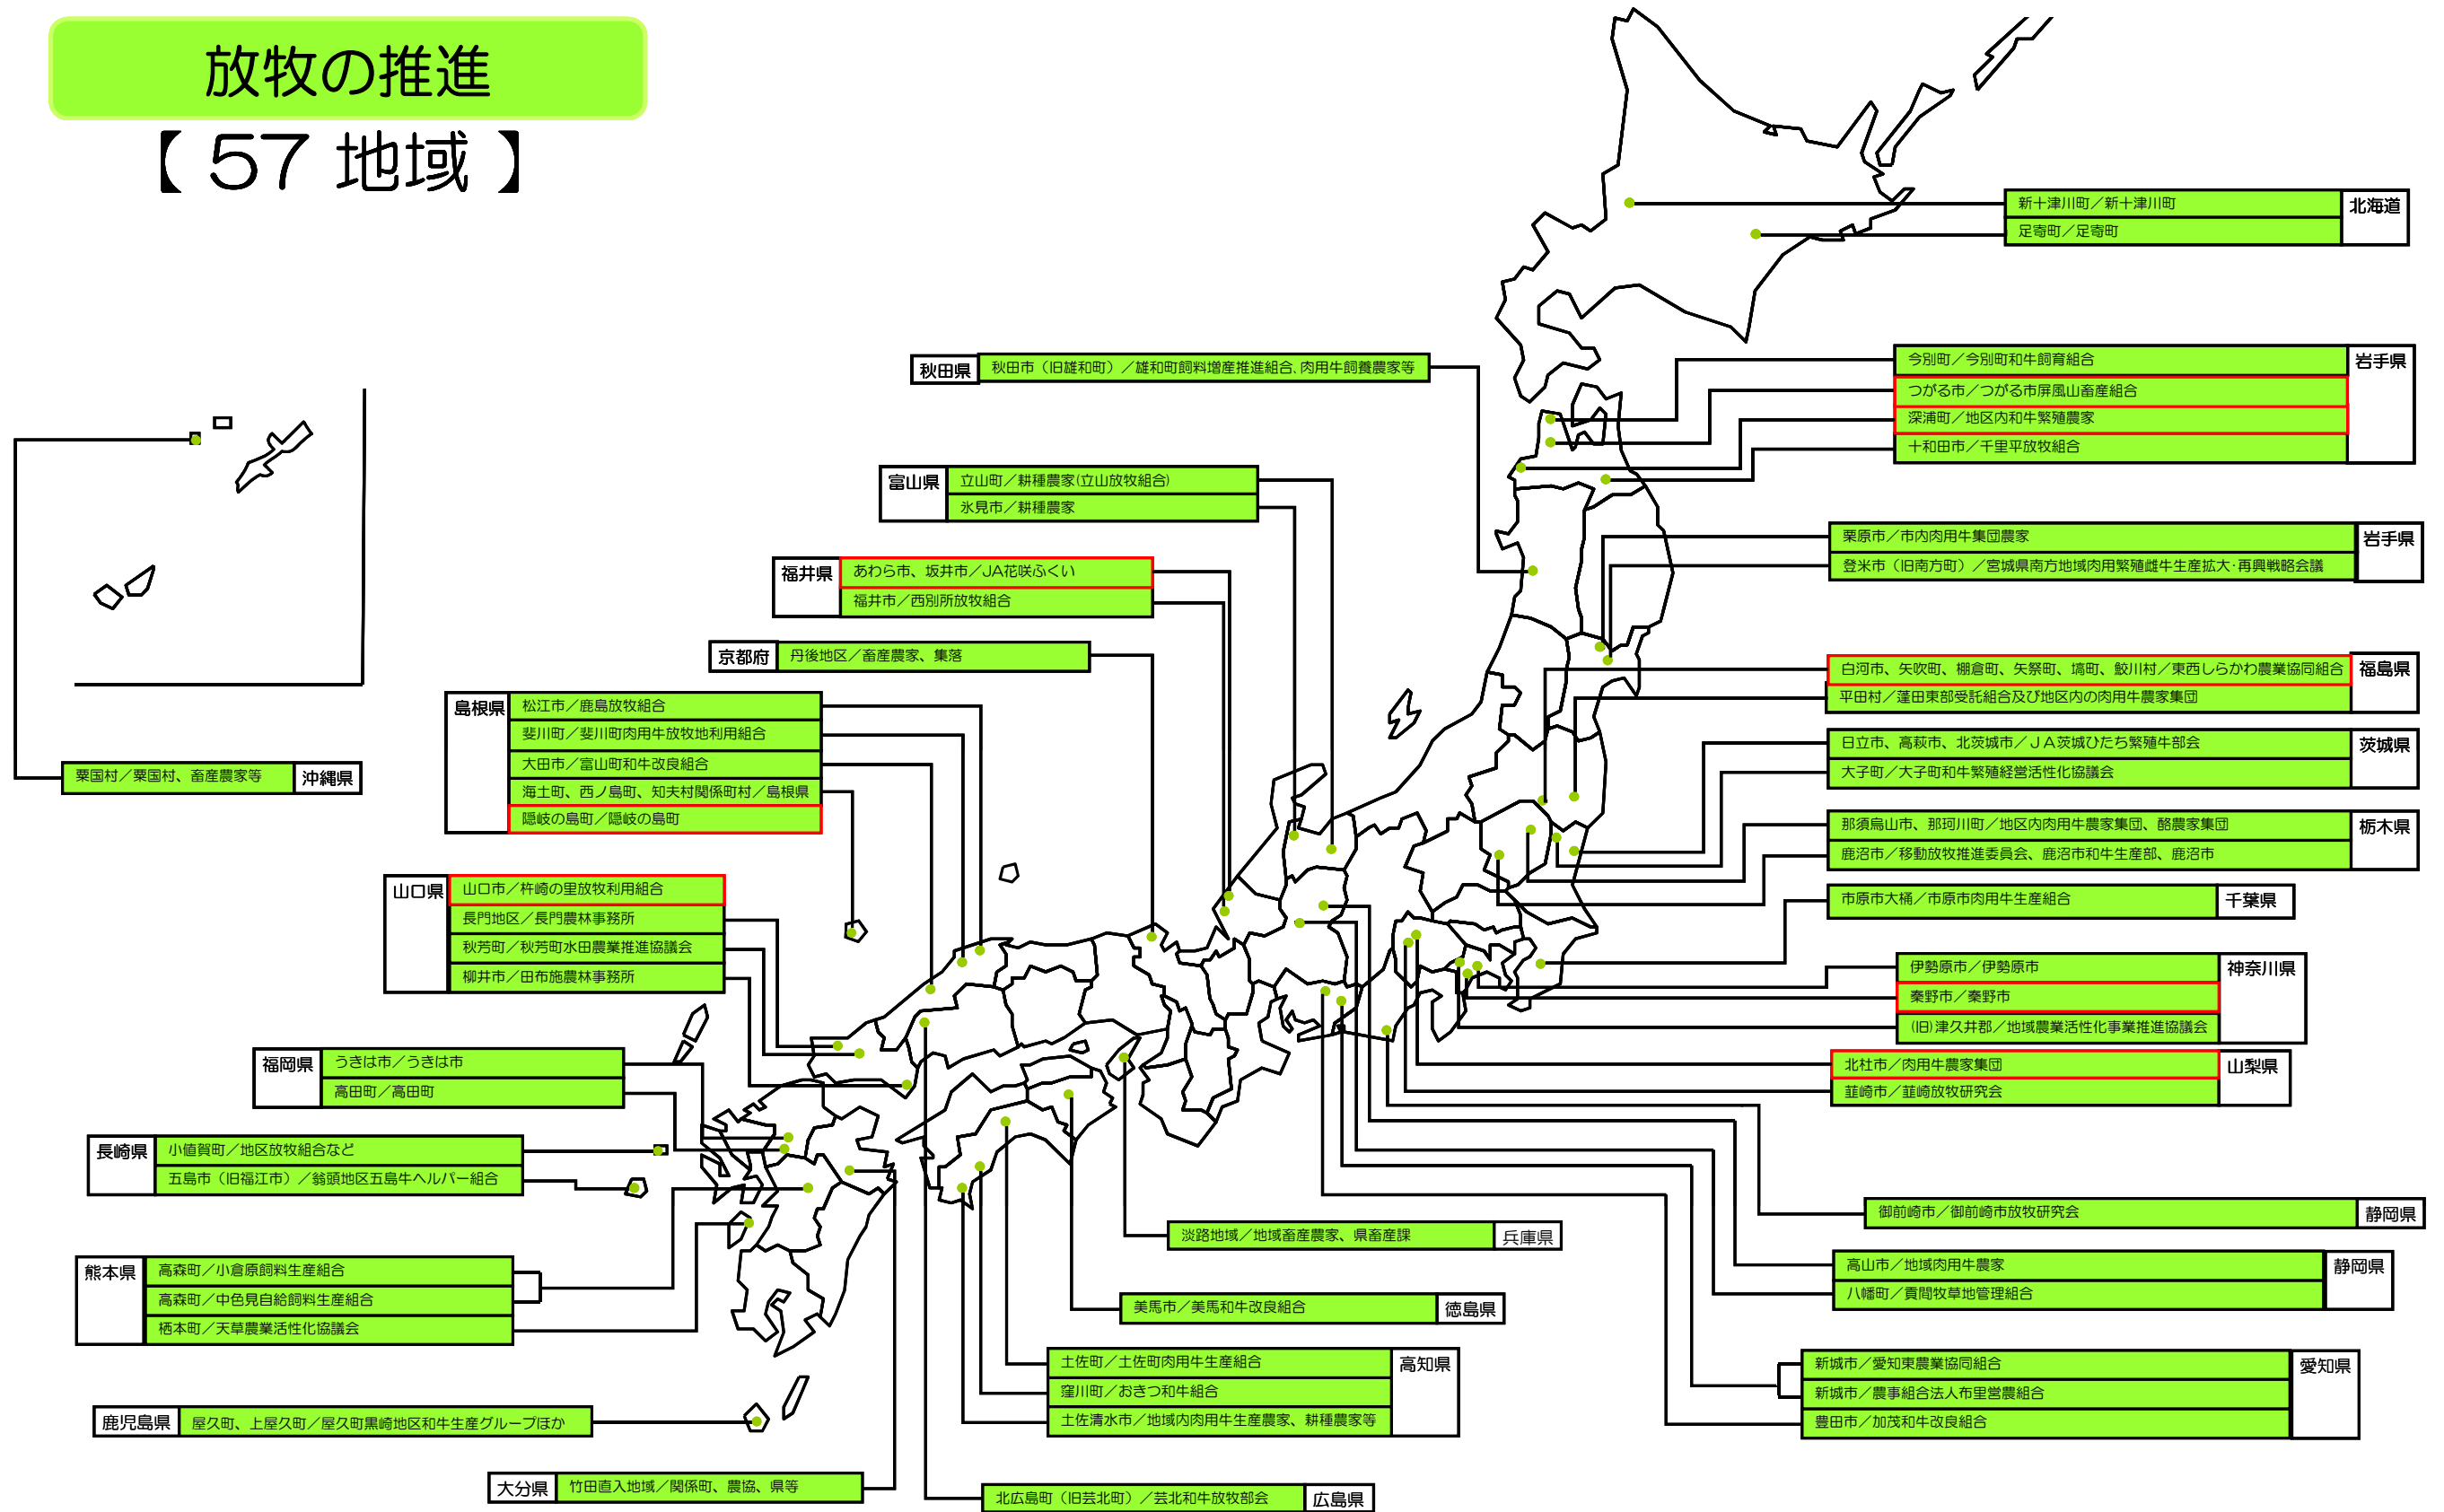 放牧の推進
【 57 地域 】
新十津川町／新十津川町
足寄町／足寄町
北海道
秋田県
秋田市（旧雄和町）／雄和町飼料増産推進組合、肉用牛飼養農家等
今別町／今別町和牛飼育組合
つがる市／つがる市屏風山畜産組合
深浦町／地区内和牛繁殖農家
十和田市／千里平放牧組合
岩手県
富山県
立山町／耕種農家(立山放牧組合)
氷見市／耕種農家
栗原市／市内肉用牛集団農家
登米市（旧南方町）／宮城県南方地域肉用繁殖雌牛生産拡大・再興戦略会議
岩手県
福井県
あわら市、坂井市／JA花咲ふくい
福井市／西別所放牧組合
京都府
丹後地区／畜産農家、集落
白河市、矢吹町、棚倉町、矢祭町、塙町、鮫川村／東西しらかわ農業協同組合
平田村／蓬田東部受託組合及び地区内の肉用牛農家集団
福島県
島根県
松江市／鹿島放牧組合
斐川町／斐川町肉用牛放牧地利用組合
大田市／富山町和牛改良組合
海士町、西ノ島町、知夫村関係町村／島根県
隠岐の島町／隠岐の島町
日立市、高萩市、北茨城市／ＪＡ茨城ひたち繁殖牛部会
大子町／大子町和牛繁殖経営活性化協議会
茨城県
粟国村／粟国村、畜産農家等
沖縄県
那須烏山市、那珂川町／地区内肉用牛農家集団、酪農家集団
鹿沼市／移動放牧推進委員会、鹿沼市和牛生産部、鹿沼市
栃木県
山口県
山口市／杵崎の里放牧利用組合
長門地区／長門農林事務所
秋芳町／秋芳町水田農業推進協議会
柳井市／田布施農林事務所
市原市大桶／市原市肉用牛生産組合
千葉県
伊勢原市／伊勢原市
秦野市／秦野市
(旧)津久井郡／地域農業活性化事業推進協議会
神奈川県
福岡県
うきは市／うきは市
高田町／高田町
北杜市／肉用牛農家集団
韮崎市／韮崎放牧研究会
山梨県
長崎県
小値賀町／地区放牧組合など
五島市（旧福江市）／翁頭地区五島牛ヘルパー組合
御前崎市／御前崎市放牧研究会
静岡県
淡路地域／地域畜産農家、県畜産課
兵庫県
熊本県
高森町／小倉原飼料生産組合
高森町／中色見自給飼料生産組合
栖本町／天草農業活性化協議会
高山市／地域肉用牛農家
八幡町／貢間牧草地管理組合
静岡県
美馬市／美馬和牛改良組合
徳島県
土佐町／土佐町肉用牛生産組合
窪川町／おきつ和牛組合
土佐清水市／地域内肉用牛生産農家、耕種農家等
高知県
新城市／愛知東農業協同組合
新城市／農事組合法人布里営農組合
豊田市／加茂和牛改良組合
愛知県
鹿児島県
屋久町、上屋久町／屋久町黒崎地区和牛生産グループほか
大分県
竹田直入地域／関係町、農協、県等
北広島町（旧芸北町）／芸北和牛放牧部会
広島県